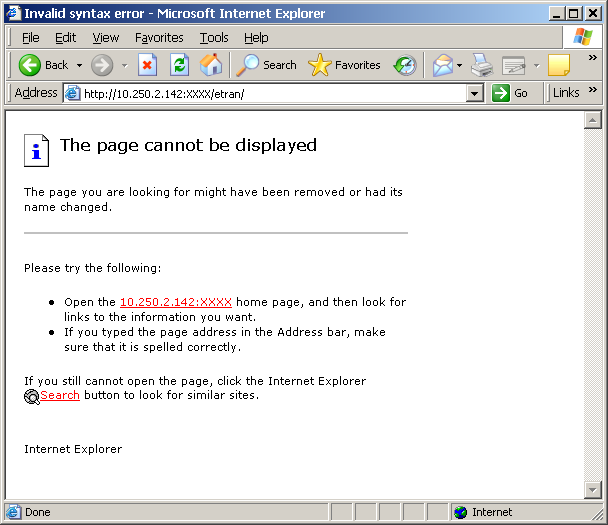 Invalid syntax error - Microsoft Internet Explorer
File Edit View Favorites Tools Help
Back Search Favorites
Address http://10.250.2.142:XXXX/etran/ Go Links
The page cannot be displayed
The page you are looking for might have been removed or had its
name changed.
Please try the following:
Open the 10.250.2.142:XXXX home page, and then look for
links to the information you want.
If you typed the page address in the Address bar, make
sure that it is spelled correctly.
If you still cannot open the page, click the Internet Explorer
Search button to look for similar sites.
Internet Explorer
Done Internet